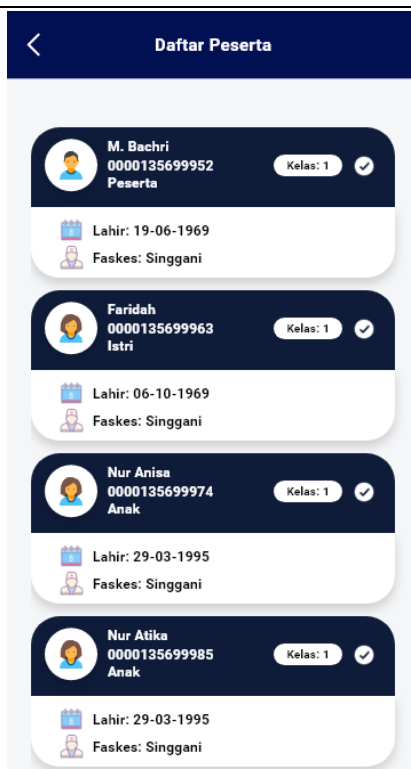 Daftar Peserta
M. Bachri
0000135699952
Peserta
Kelas: 1
Lahir: 19-06-1969
Faskes: Singgani
Faridah
0000135699963
Istri
Kelas: 1
Lahir: 06-10-1969
Faskes: Singgani
Nur Anisa
0000135699974
Anak
Kelas: 1
Lahir: 29-03-1995
Faskes: Singgani
Nur Atika
0000135699985
Anak
Kelas: 1
Lahir: 29-03-1995
Faskes: Singgani